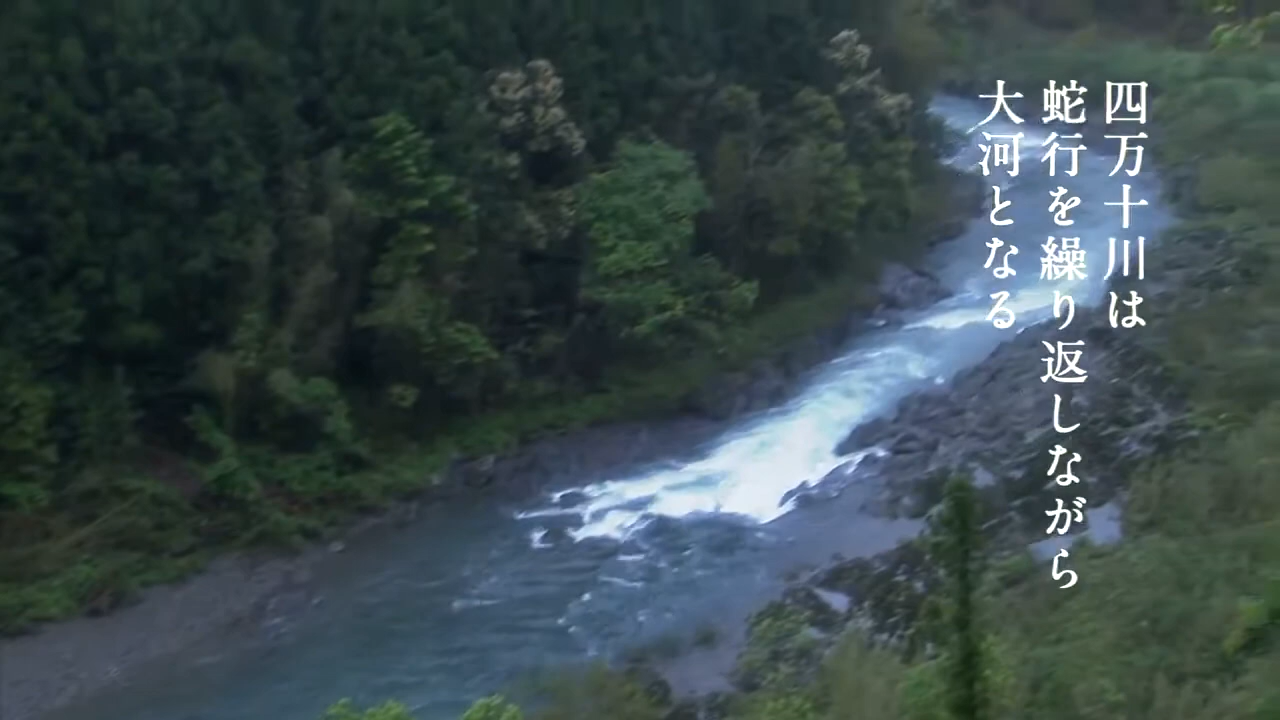 四万十川は
蛇行を繰り返しながら
大河となる